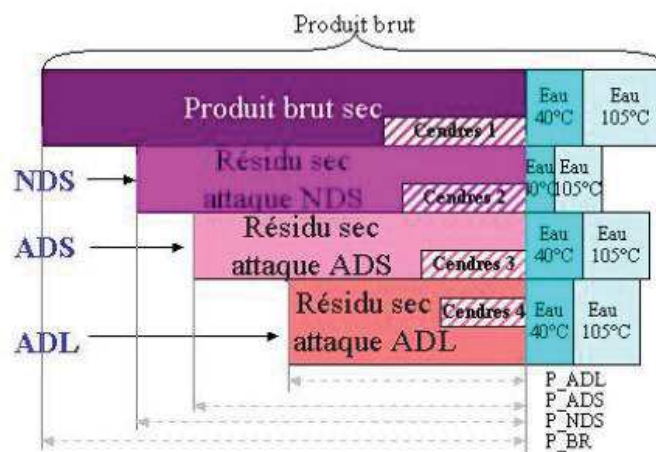 Produit brut
Produit brut sec
Cendres 1
Eau
40°C
Eau
105°C
NDS
Résidu sec
attaque NDS
Cendres 2
Eau
40°C
Eau
105°C
ADS
Résidu sec
attaque ADS
Cendres 3
Eau
40°C
Eau
105°C
ADL
Résidu sec
attaque ADL
Cendres 4
Eau
40°C
Eau
105°C
P_ADL
P_ADS
P_NDS
P_BR